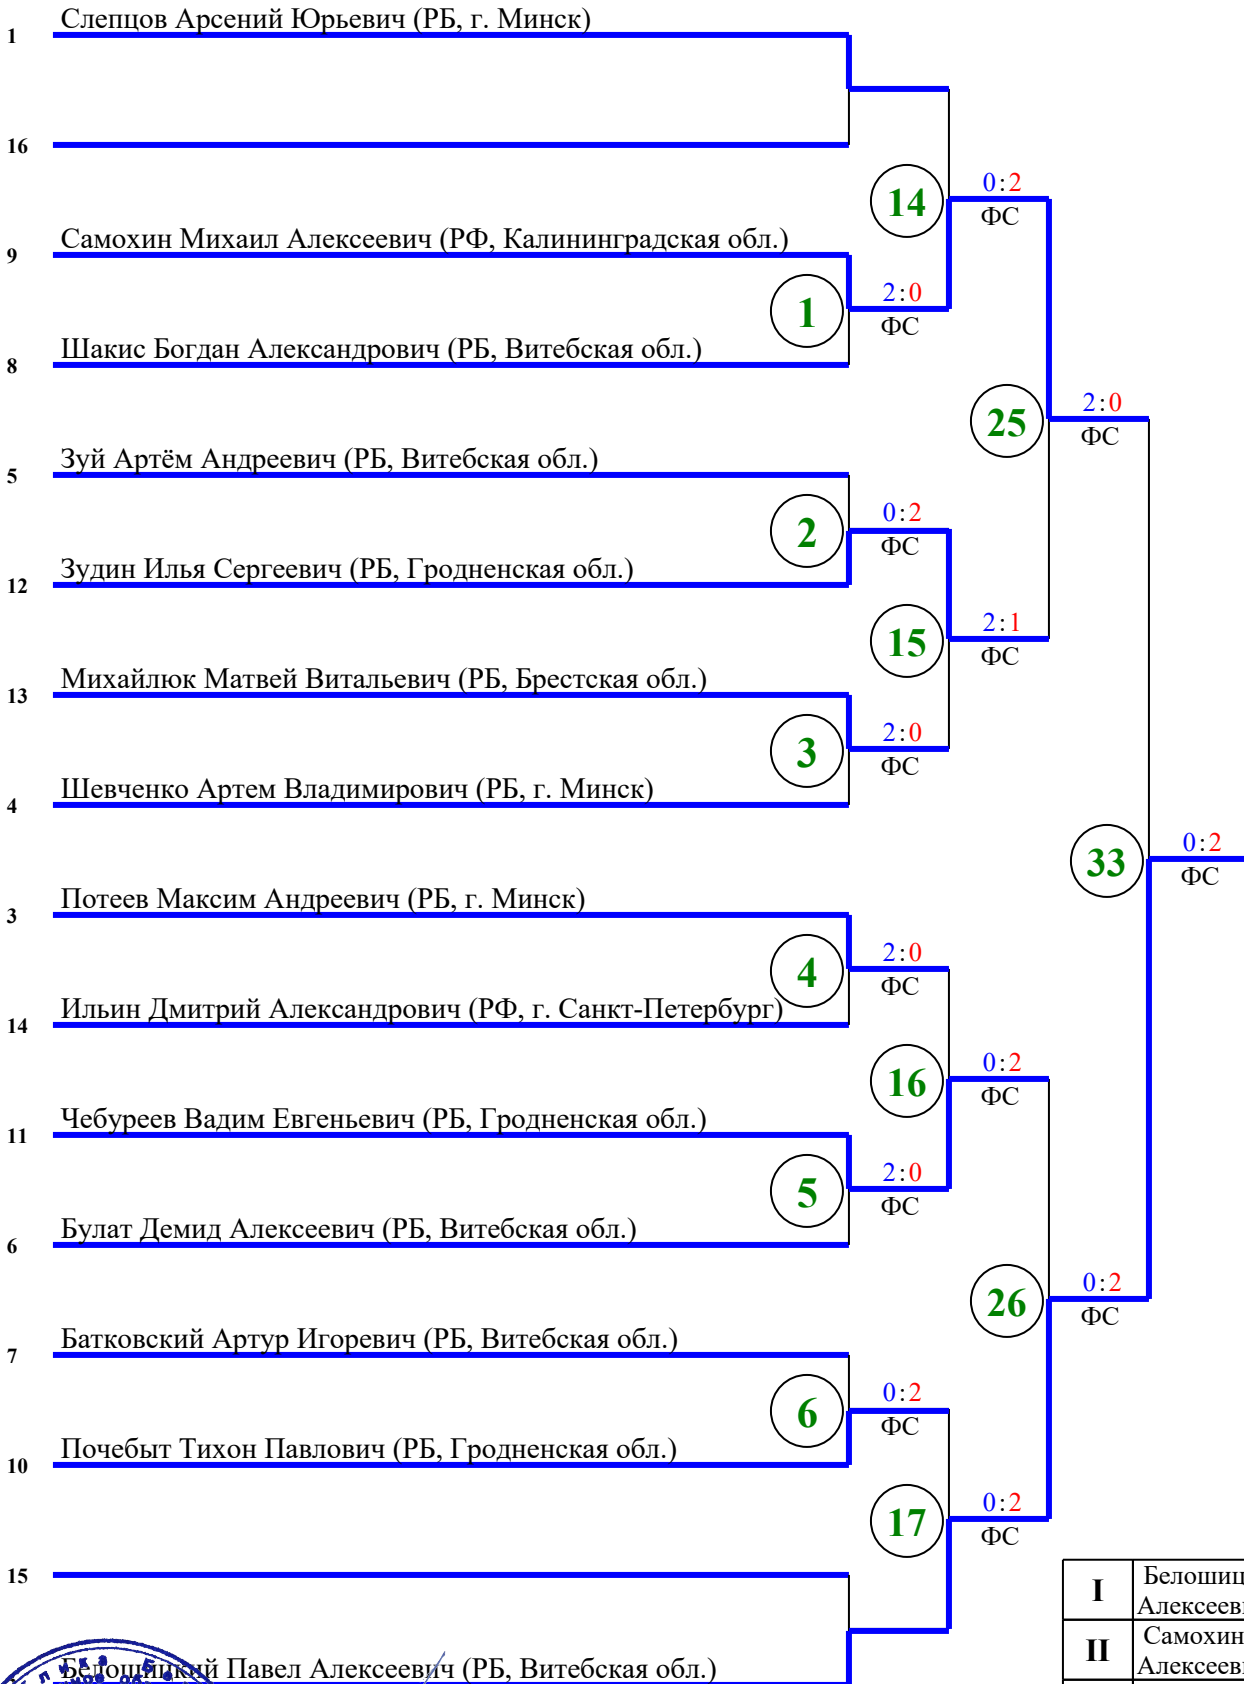 Слепцов Арсений Юрьевич (РБ, г. Минск)
1
16
0:2
14
ФС
Самохин Михаил Алексеевич (РФ, Калининградская обл.)
9
2:0
1
ФС
Шакис Богдан Александрович (РБ, Витебская обл.)
8
2:0
25
ФС
Зуй Артём Андреевич (РБ, Витебская обл.)
5
0:2
2
ФС
Зудин Илья Сергеевич (РБ, Гродненская обл.)
12
2:1
15
ФС
Михайлюк Матвей Витальевич (РБ, Брестская обл.)
13
2:0
3
ФС
Шевченко Артем Владимирович (РБ, г. Минск)
4
0:2
33
ФС
Потеев Максим Андреевич (РБ, г. Минск)
3
2:0
4
ФС
Ильин Дмитрий Александрович (РФ, г. Санкт-Петербург)
14
0:2
16
ФС
Чебуреев Вадим Евгеньевич (РБ, Гродненская обл.)
11
2:0
5
ФС
Булат Демид Алексеевич (РБ, Витебская обл.)
6
0:2
26
ФС
Батковский Артур Игоревич (РБ, Витебская обл.)
7
0:2
6
ФС
Почебыт Тихон Павлович (РБ, Гродненская обл.)
10
0:2
17
ФС
15
I Белошиц
Алексеев
II Самохин
Алексеев
Белошицкий Павел Алексеевич (РБ, Витебская обл.)